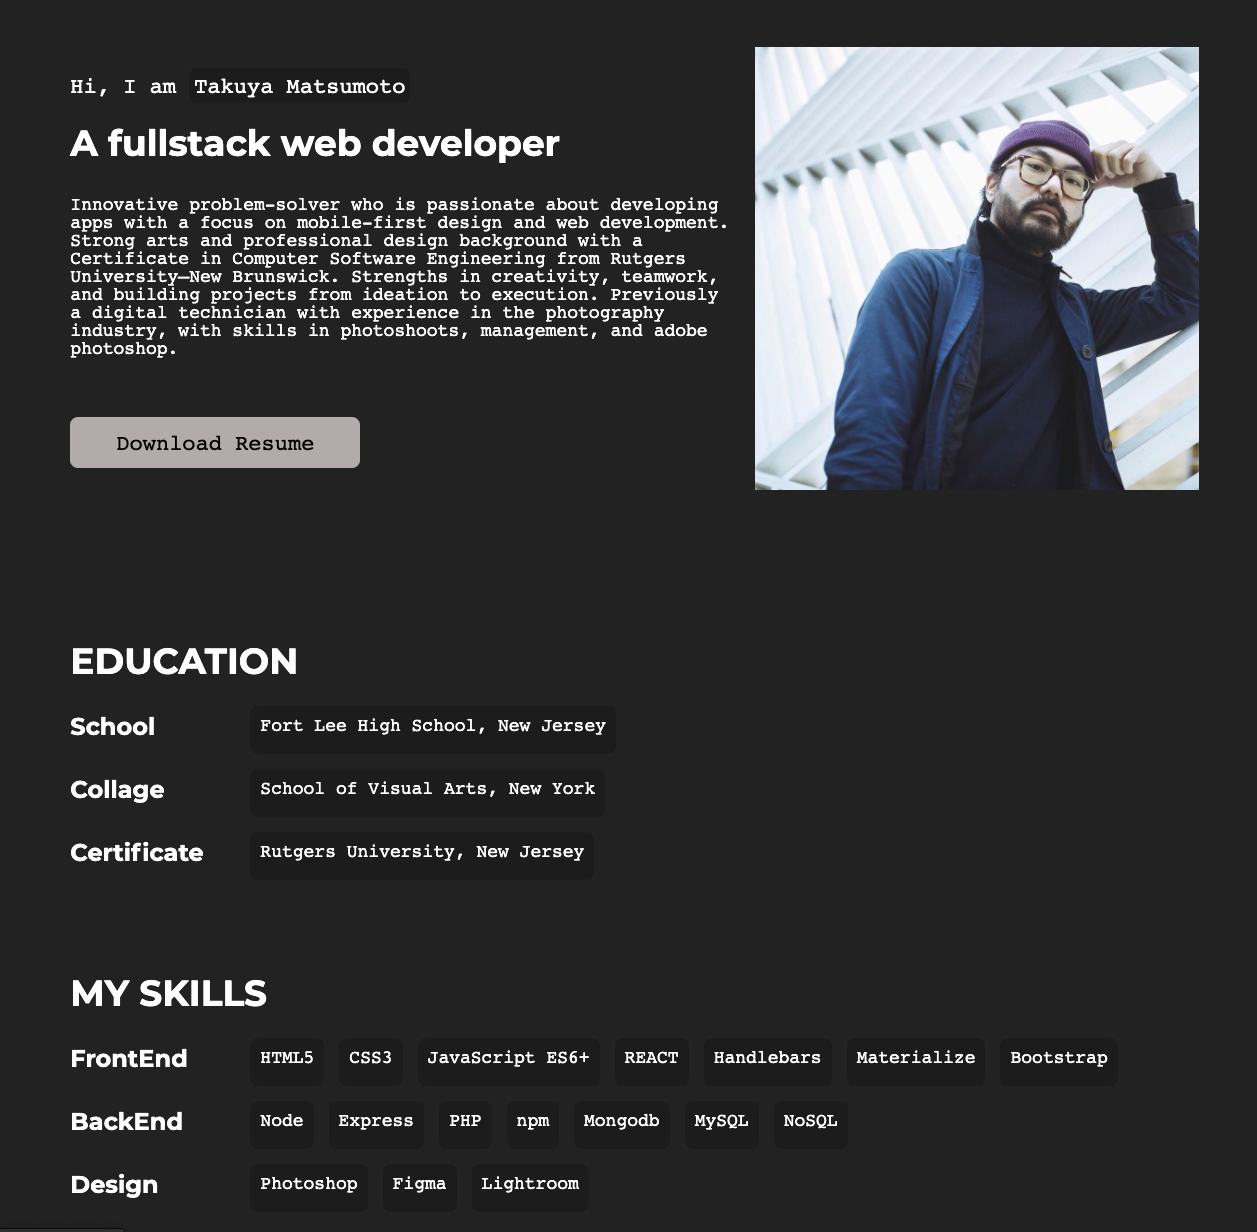 Hi, I am Takuya Matsumoto
A fullstack web developer
Innovative problem-solver who is passionate about developing
apps with a focus on mobile-first design and web development.
Strong arts and professional design background with a
Certificate in Computer Software Engineering from Rutgers
University—New Brunswick. Strengths in creativity, teamwork,
and building projects from ideation to execution. Previously
a digital technician with experience in the photography
industry, with skills in photoshoots, management, and adobe
photoshop.
Download Resume
EDUCATION
School Fort Lee High School, New Jersey
Collage School of Visual Arts, New York
Certificate Rutgers University, New Jersey
MY SKILLS
FrontEnd HTML5 CSS3 JavaScript ES6+ REACT Handlebars Materialize Bootstrap
BackEnd Node Express PHP npm Mongodb MySQL NoSQL
Design Photoshop Figma Lightroom